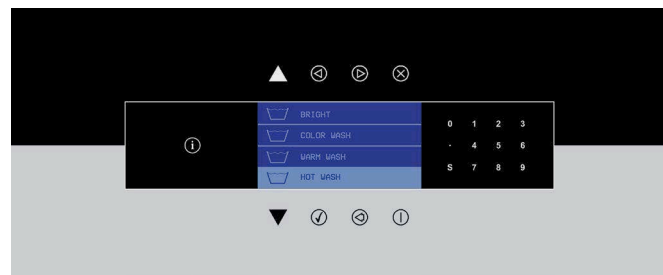 BRIGHT
COLOR WASH
WARM WASH
HOT WASH
0 1 2 3
. 4 5 6
S 7 8 9
i